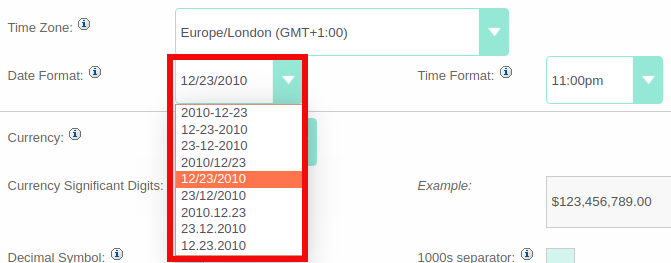 Time Zone:
Europe/London (GMT+1:00)
Date Format:
12/23/2010
Time Format:
11:00pm
2010-12-23
12-23-2010
23-12-2010
2010/12/23
12/23/2010
23/12/2010
2010.12.23
23.12.2010
12.23.2010
Currency:
Currency Significant Digits:
Example:
$123,456,789.00
Decimal Symbol:
1000s separator: